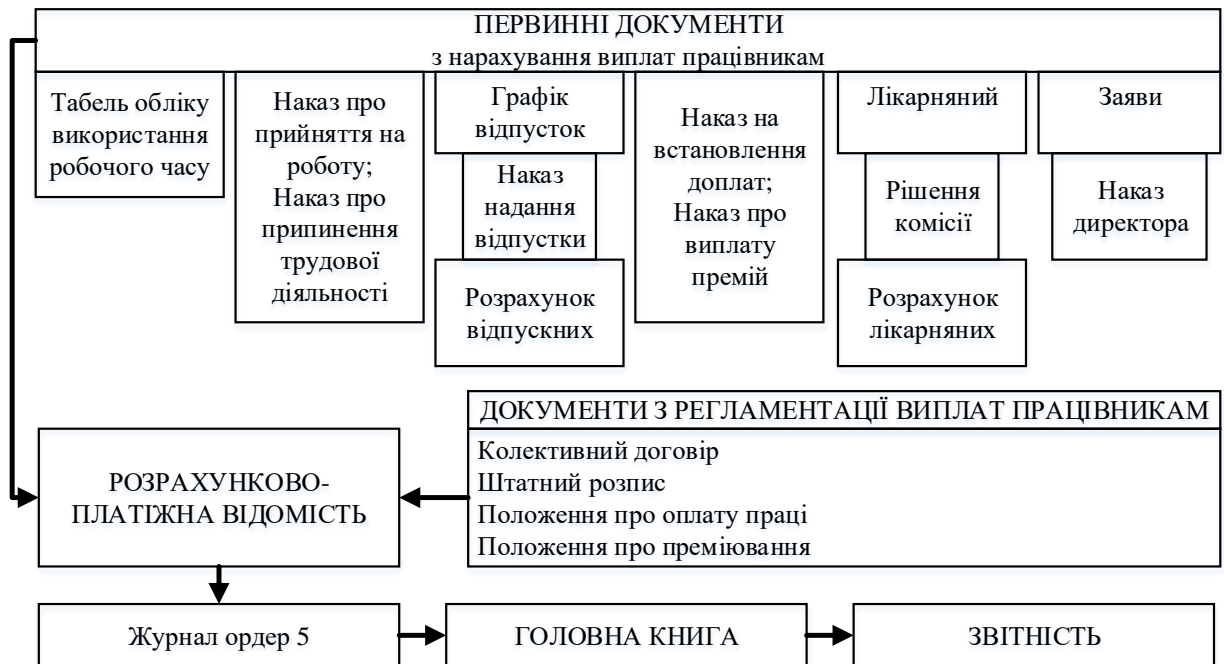 ПЕРВИННІ ДОКУМЕНТИ
з нарахування виплат працівникам
Табель обліку
використання
робочого часу
Наказ про
прийняття на
роботу;
Наказ про
припинення
трудової
діяльності
Графік
відпусток
Наказ
надання
відпустки
Розрахунок
відпускних
Наказ на
встановлення
доплат;
Наказ про
виплату
премій
Лікарняний
Рішення
комісії
Розрахунок
лікарняних
Заяви
Наказ
директора
ДОКУМЕНТИ З РЕГЛАМЕНТАЦІЇ ВИПЛАТ ПРАЦІВНИКАМ
Колективний договір
Штатний розпис
Положення про оплату праці
Положення про преміювання
РОЗРАХУНКОВО-
ПЛАТІЖНА ВІДОМІСТЬ
Журнал ордер 5
ГОЛОВНА КНИГА
ЗВІТНІСТЬ